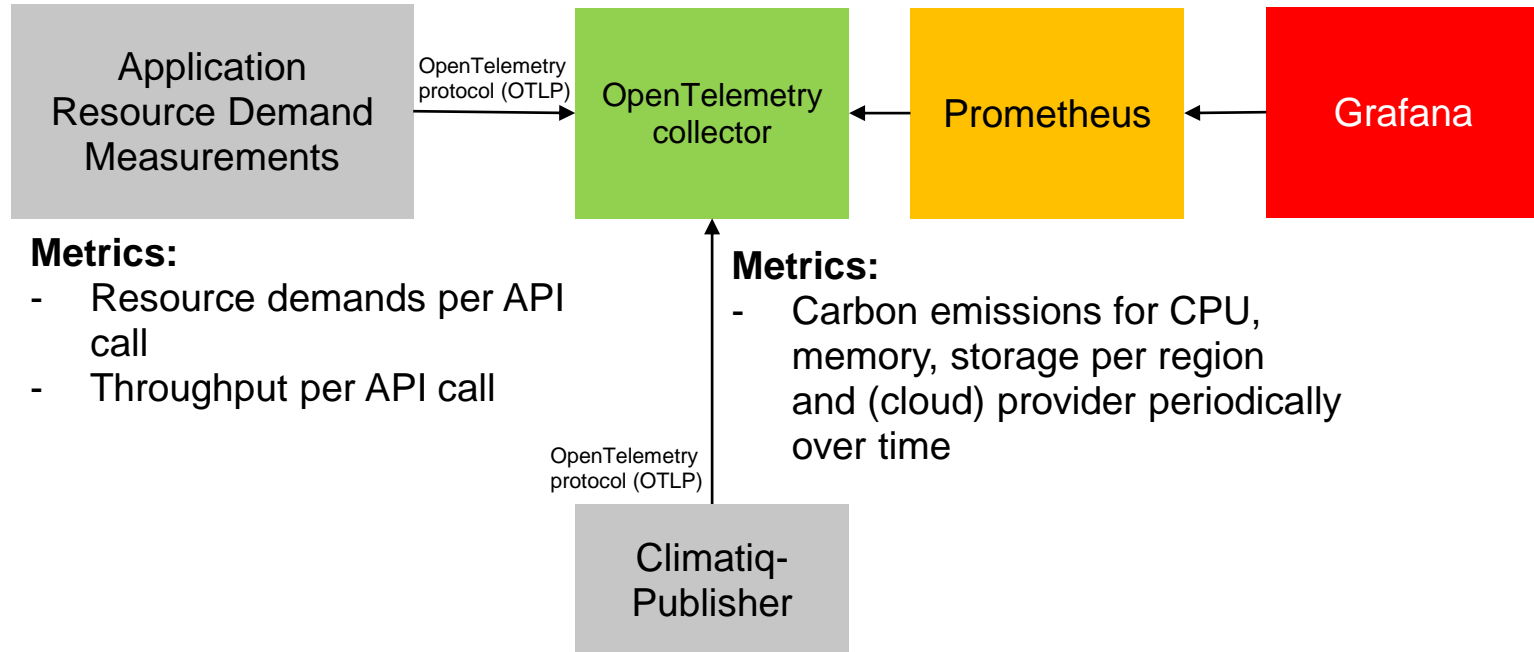 Application
Resource Demand
Measurements
OpenTelemetry
protocol (OTLP)
OpenTelemetry
collector
Prometheus
Grafana
Metrics:
- Resource demands per API
call
- Throughput per API call
Metrics:
- Carbon emissions for CPU,
memory, storage per region
and (cloud) provider periodically
over time
OpenTelemetry
protocol (OTLP)
Climatiq-
Publisher